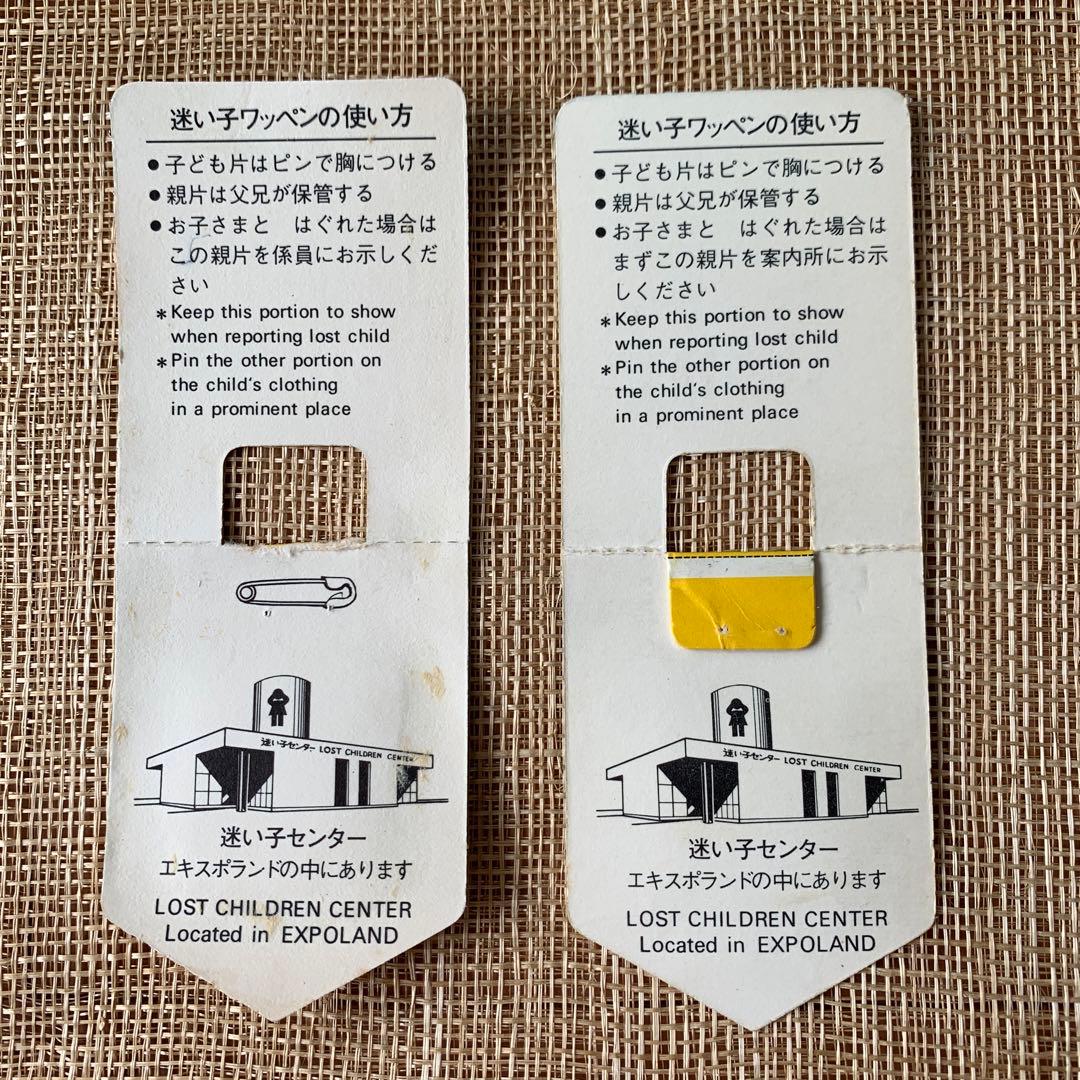 迷い子ワッペンの使い方
●子ども片はピンで胸につける
●親片は父兄が保管する
●お子さまと　はぐれた場合は
この親片を係員にお示しくだ
さい
*Keep this portion to show
when reporting lost child
*Pin the other portion on
the child's clothing
in a prominent place
迷い子センター LOST CHILDREN CENTER
迷い子センター
エキスポランドの中にあります
LOST CHILDREN CENTER
Located in EXPOLAND
迷い子ワッペンの使い方
●子ども片はピンで胸につける
●親片は父兄が保管する
●お子さまと　はぐれた場合は
まずこの親片を案内所にお示
しください
*Keep this portion to show
when reporting lost child
*Pin the other portion on
the child's clothing
in a prominent place
迷い子センター LOST CHILDREN CENTER
迷い子センター
エキスポランドの中にあります
LOST CHILDREN CENTER
Located in EXPOLAND